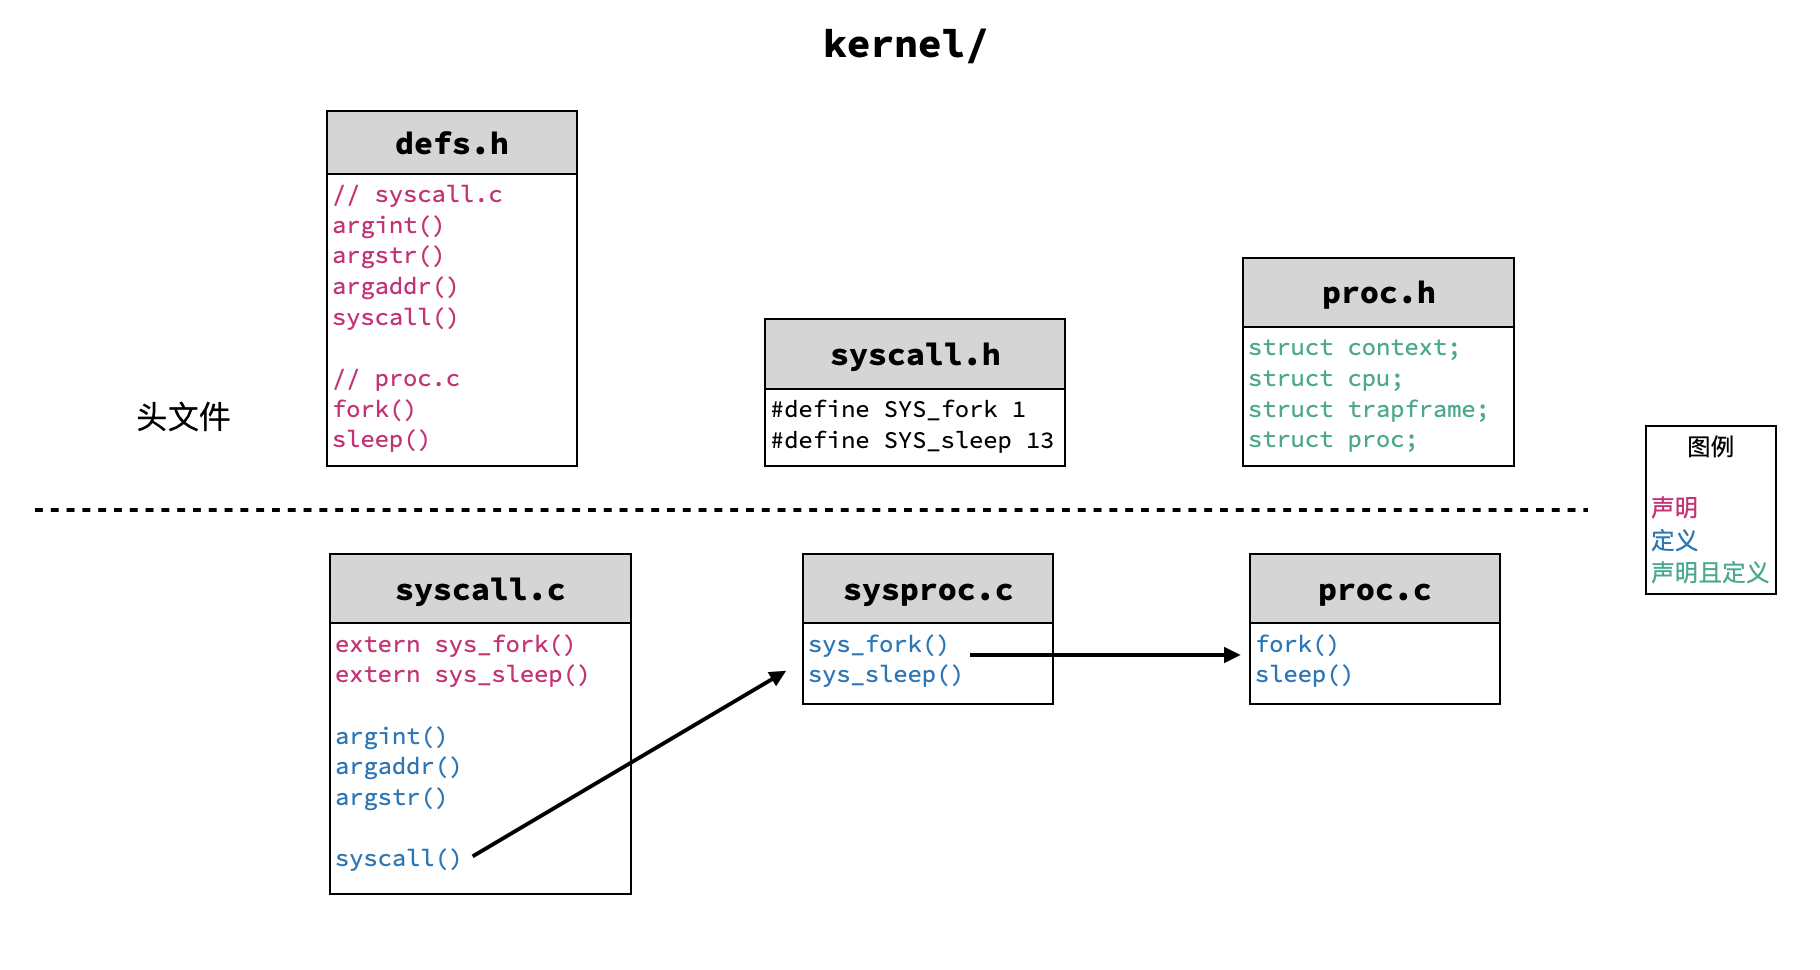 kernel/
defs.h
// syscall.c
argint()
argstr()
argaddr()
syscall()
// proc.c
fork()
sleep()
syscall.h
#define SYS_fork 1
#define SYS_sleep 13
proc.h
struct context;
struct cpu;
struct trapframe;
struct proc;
头文件
图例
声明
定义
声明且定义
syscall.c
extern sys_fork()
extern sys_sleep()
argint()
argaddr()
argstr()
syscall()
sysproc.c
sys_fork()
sys_sleep()
proc.c
fork()
sleep()